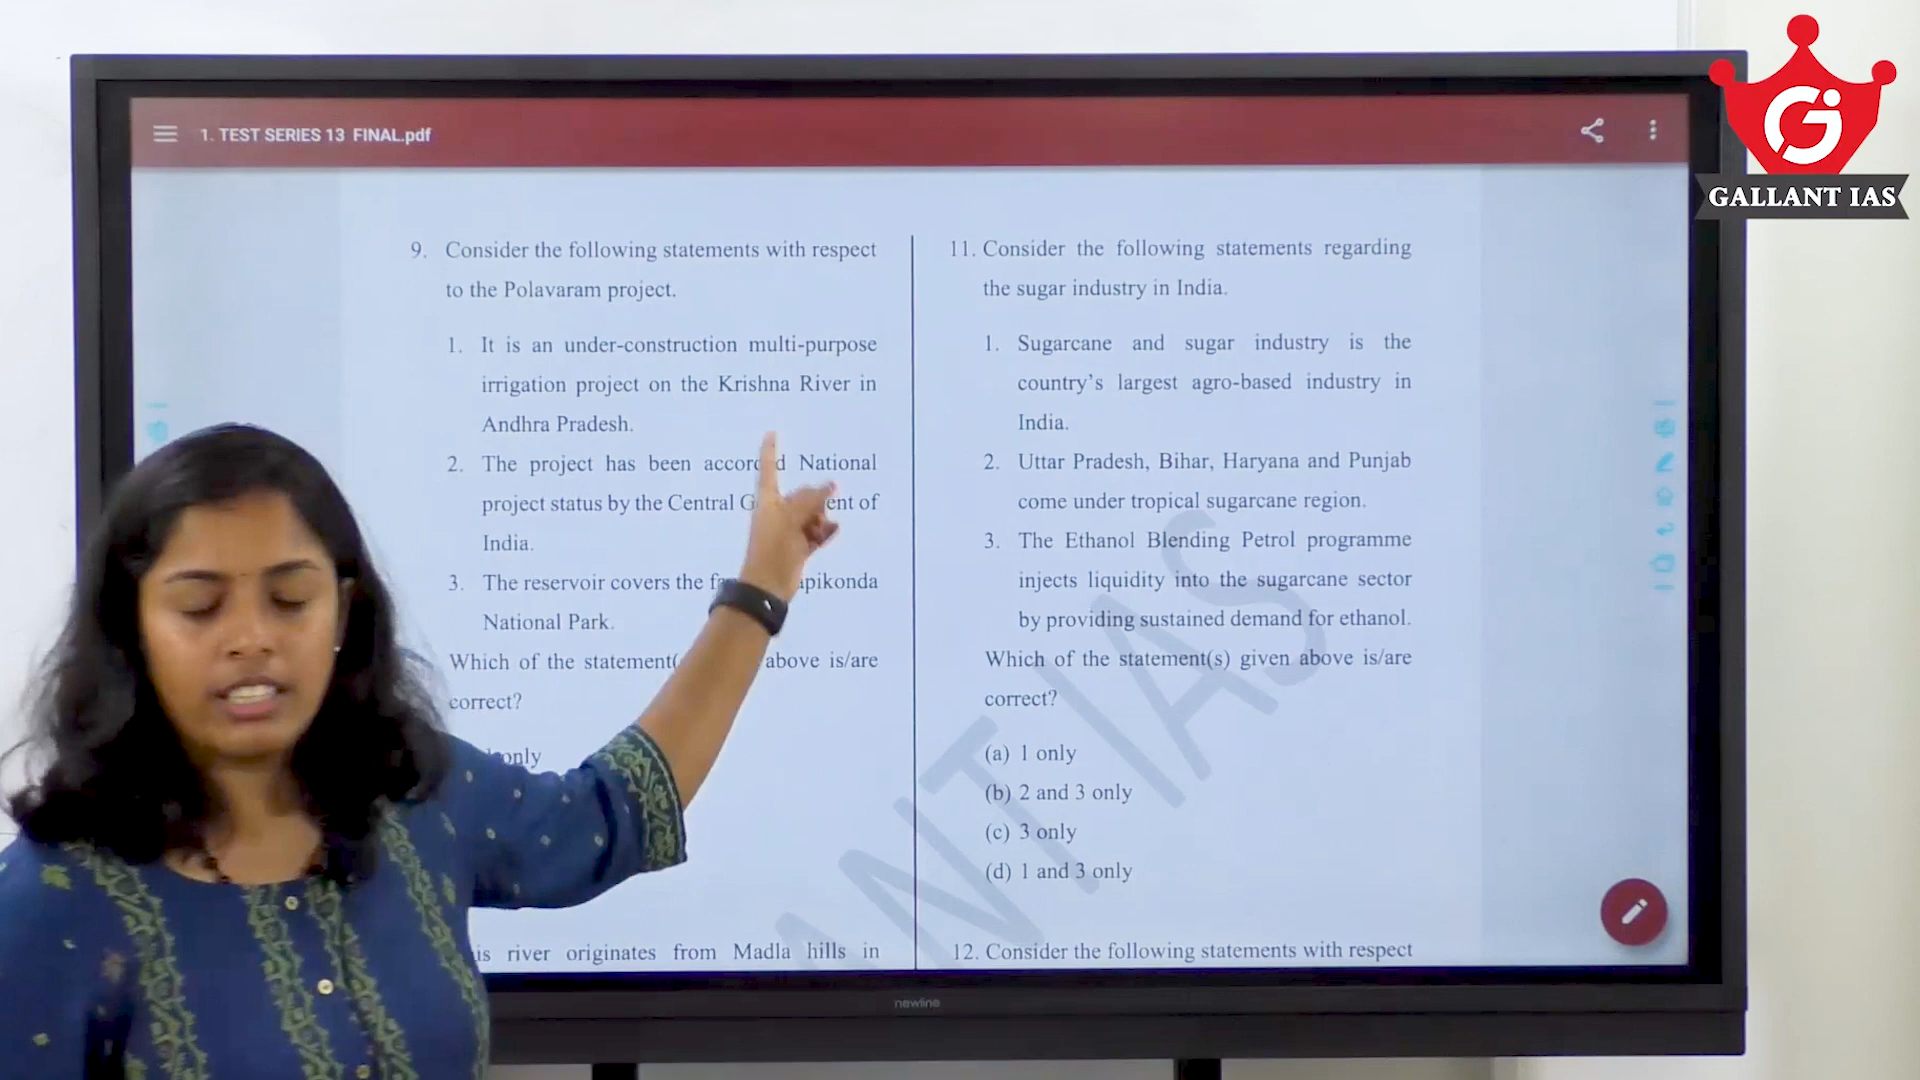 1. TEST SERIES 13 FINAL.pdf
GALLANT IAS
9. Consider the following statements with respect
to the Polavaram project.
1. It is an under-construction multi-purpose
irrigation project on the Krishna River in
Andhra Pradesh.
2. The project has been National
project status by the Central of
India.
3. The reservoir covers the
National Park.
Which of the above is/are
correct?
only
river originates from Madla hills in
11. Consider the following statements regarding
the sugar industry in India.
1. Sugarcane and sugar industry is the
country's largest agro-based industry in
India.
2. Uttar Pradesh, Bihar, Haryana and Punjab
come under tropical sugarcane region.
3. The Ethanol Blending Petrol programme
injects liquidity into the sugarcane sector
by providing sustained demand for ethanol.
Which of the statement(s) given above is/are
correct?
(a) 1 only
(b) 2 and 3 only
(c) 3 only
(d) 1 and 3 only
12. Consider the following statements with respect
newline